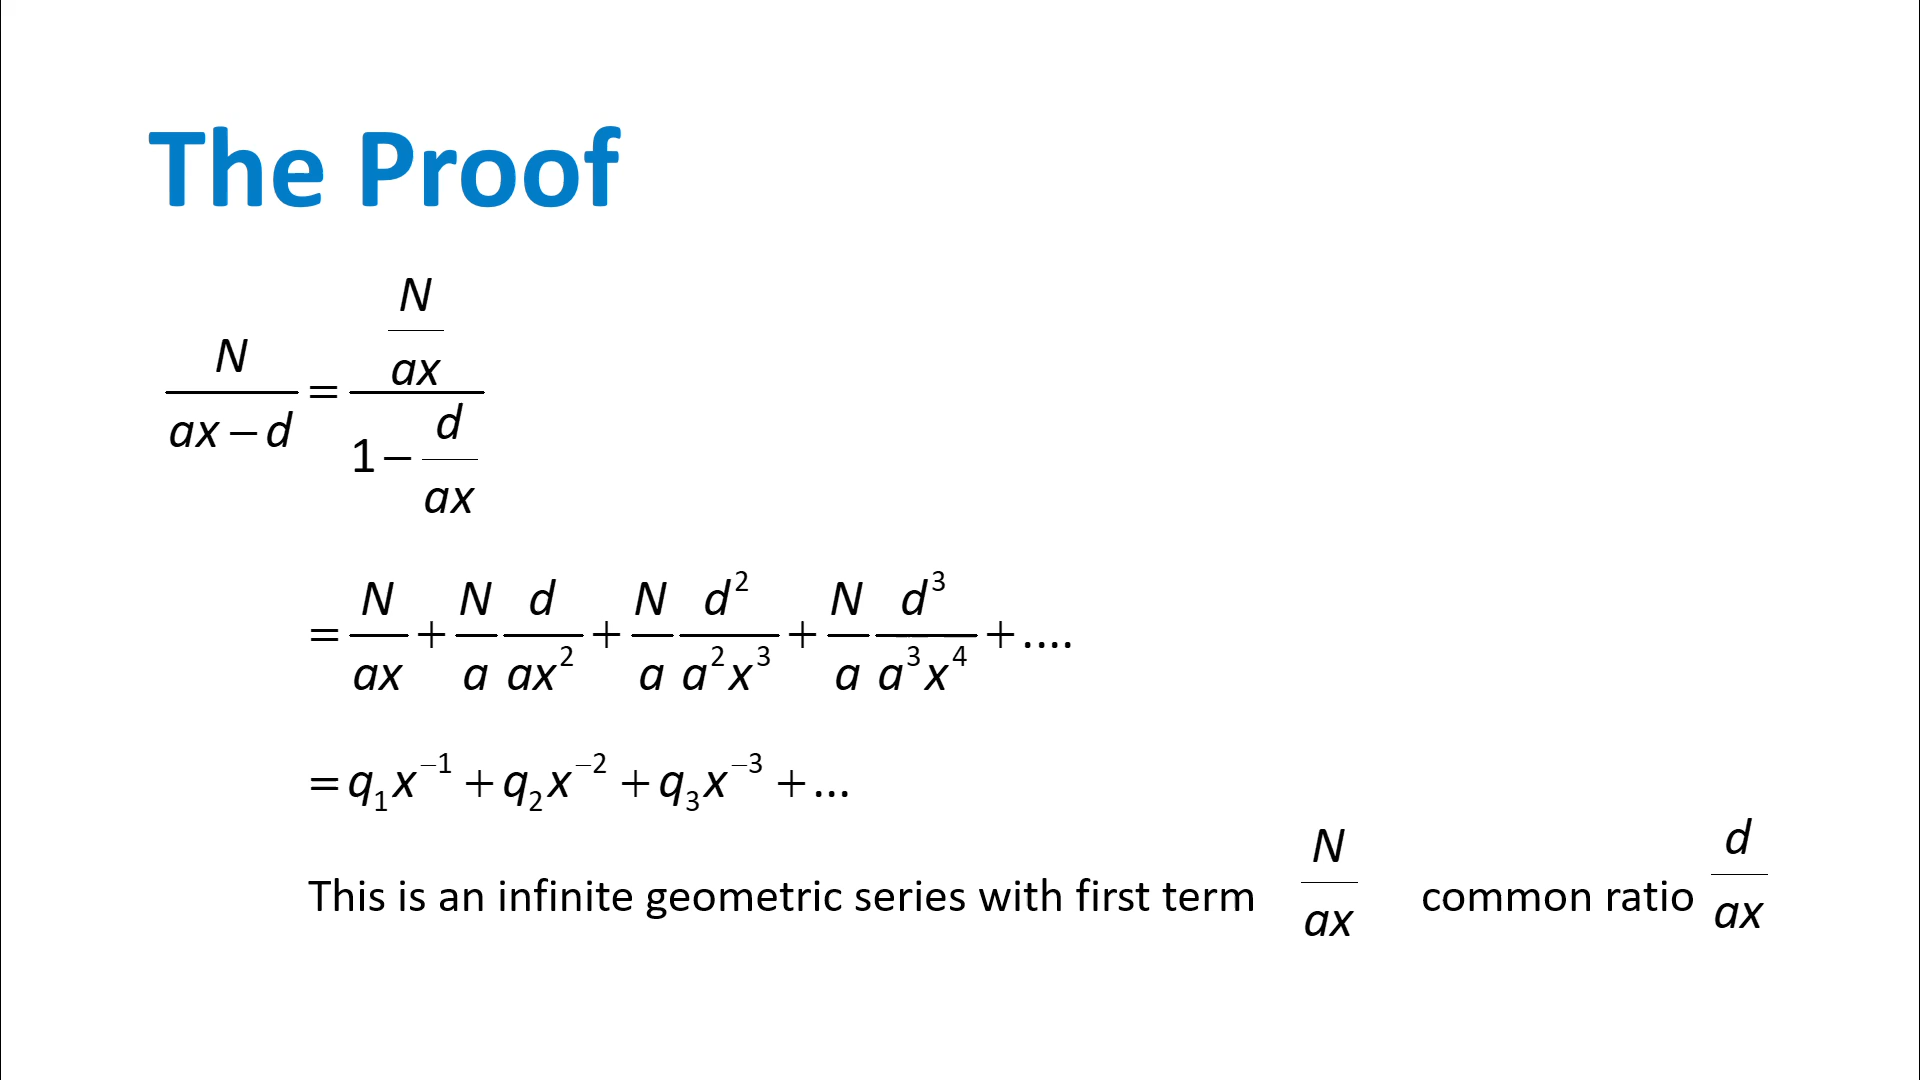 The Proof
N/(ax − d) = (N/(ax))/(1 − d/(ax))
= N/(ax) + N/a d/(ax²) + N/a d²/(a²x³) + N/a d³/(a³x⁴) + ....
= q₁x⁻¹ + q₂x⁻² + q₃x⁻³ + ...
This is an infinite geometric series with first term N/(ax) common ratio d/(ax)